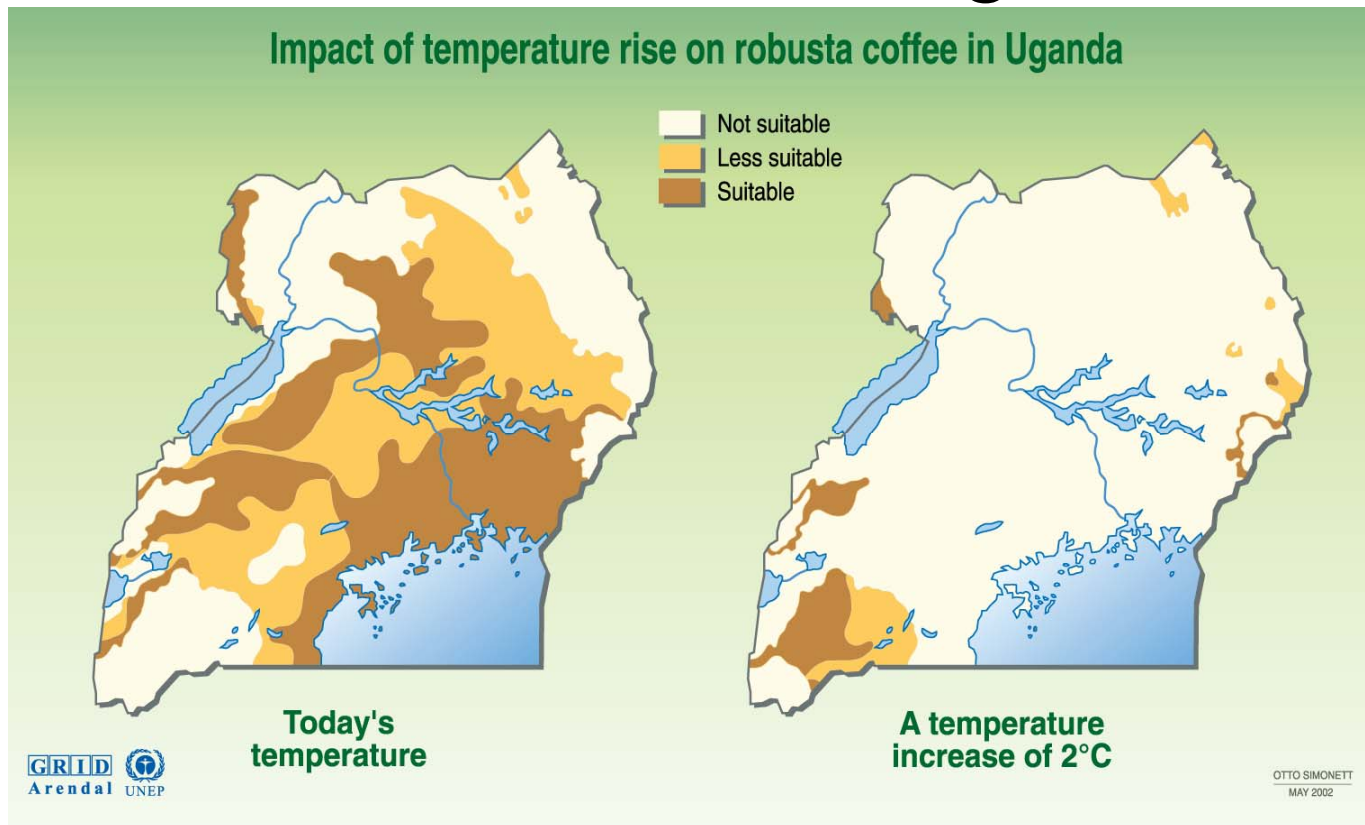 Impact of temperature rise on robusta coffee in Uganda
Not suitable
Less suitable
Suitable
Today's
temperature
A temperature
increase of 2°C
GRID
Arendal UNEP
OTTO SIMONETT
MAY 2002